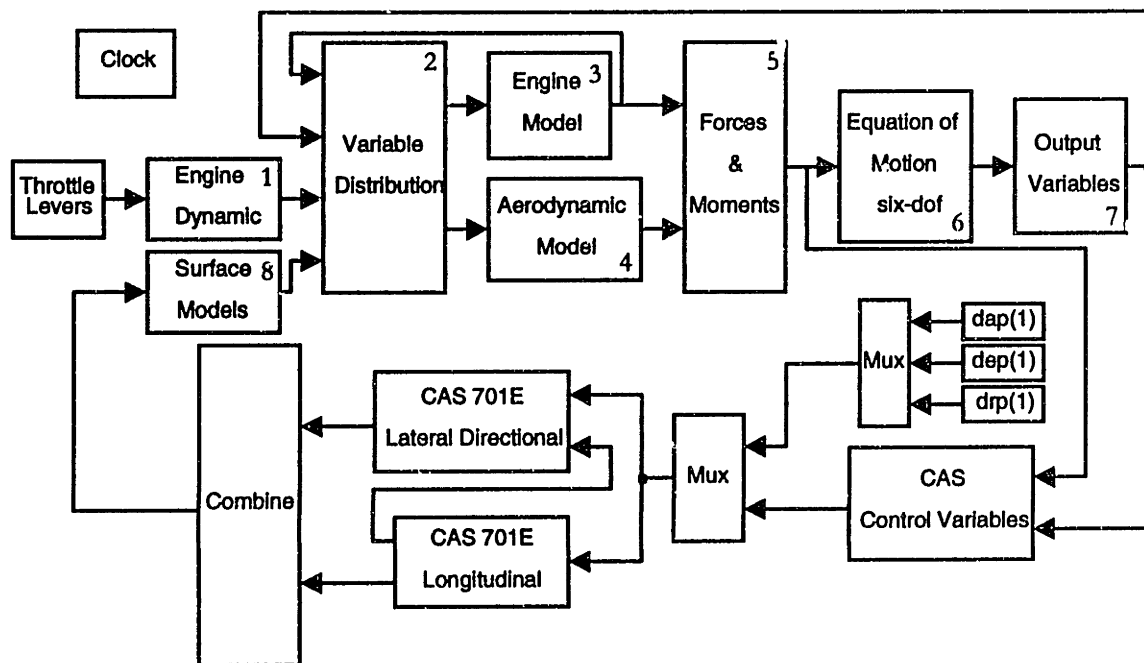 Clock
Throttle
Levers
Engine 1
Dynamic
Surface 8
Models
2
Variable
Distribution
Engine 3
Model
Aerodynamic
Model
4
5
Forces
&
Moments
Equation of
Motion
six-dof
6
Output
Variables
7
dap(1)
dep(1)
drp(1)
Mux
CAS
Control Variables
Mux
CAS 701E
Lateral Directional
CAS 701E
Longitudinal
Combine